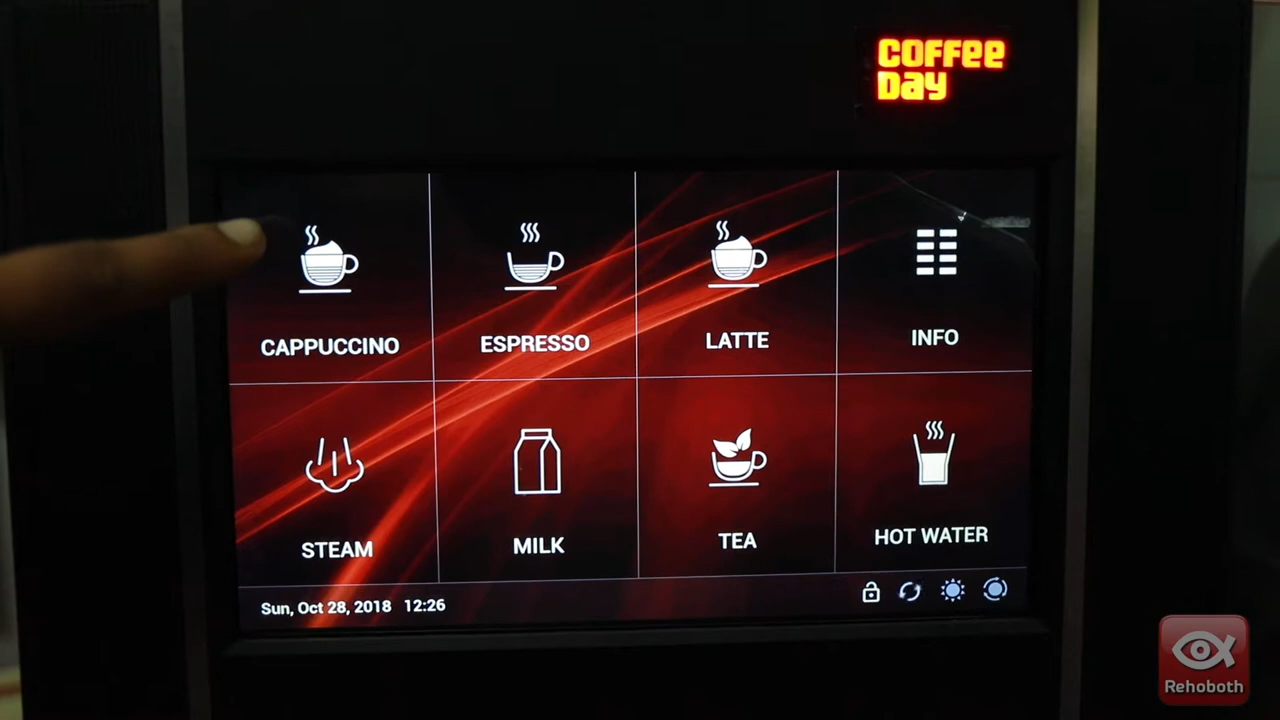 COFFEE
DAY
CAPPUCCINO
ESPRESSO
LATTE
INFO
STEAM
MILK
TEA
HOT WATER
Sun, Oct 28, 2018 12:26
Rehoboth